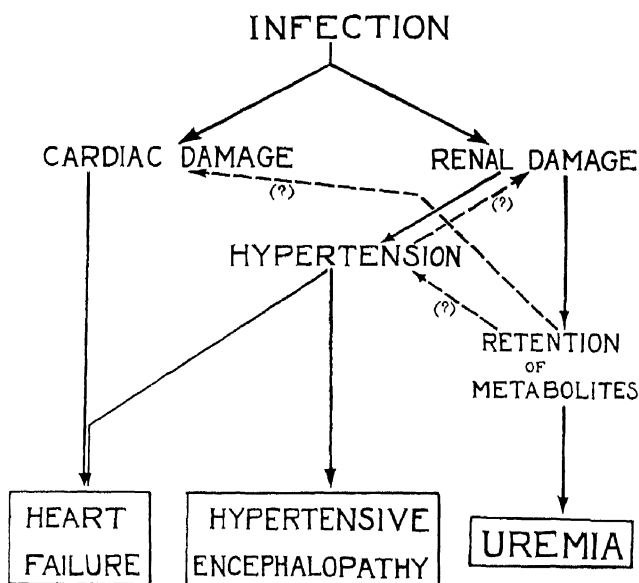 INFECTION
CARDIAC DAMAGE
RENAL DAMAGE
(?)
(?)
HYPERTENSION
(?)
RETENTION
OF
METABOLITES
HEART
FAILURE
HYPERTENSIVE
ENCEPHALOPATHY
UREMIA